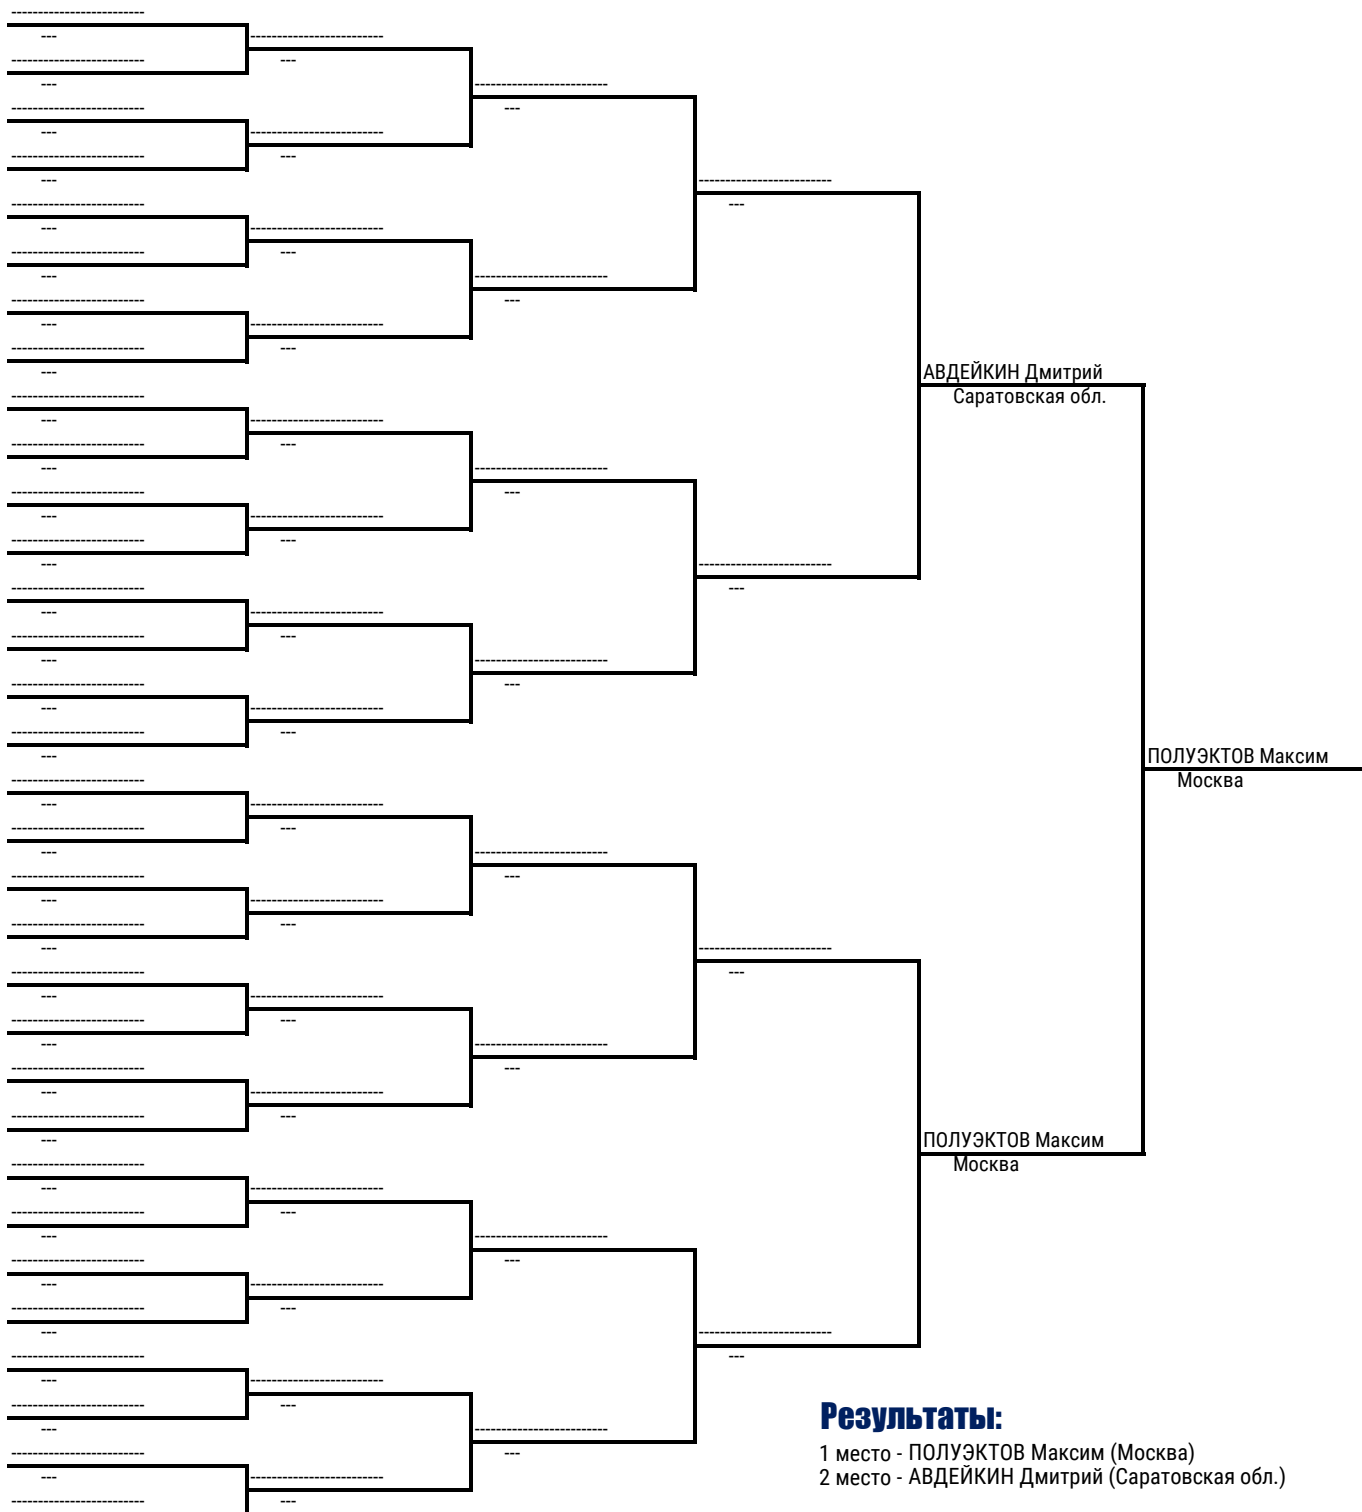 АВДЕЙКИН Дмитрий
Саратовская обл.
ПОЛУЭКТОВ Максим
Москва
ПОЛУЭКТОВ Максим
Москва
Результаты:
1 место - ПОЛУЭКТОВ Максим (Москва)
2 место - АВДЕЙКИН Дмитрий (Саратовская обл.)